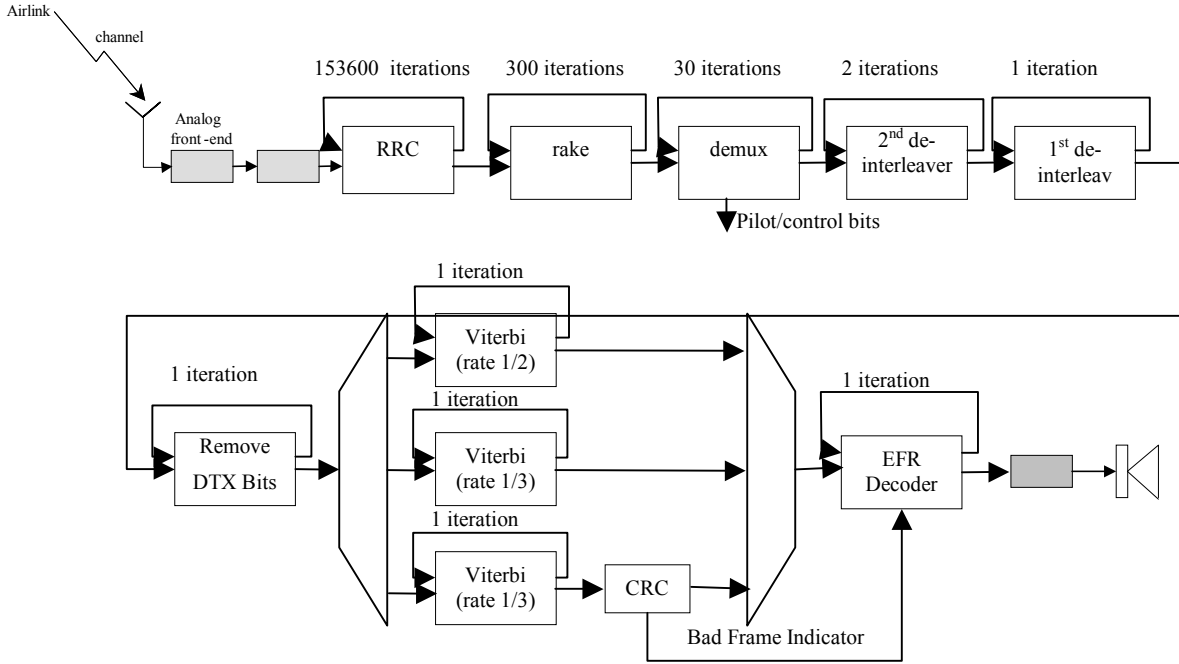 Airlink
channel
153600 iterations
300 iterations
30 iterations
2 iterations
1 iteration
Analog
front-end
RRC
rake
demux
2nd de-
interleaver
1st de-
interleav
Pilot/control bits
1 iteration
Viterbi
(rate 1/2)
1 iteration
Remove
DTX Bits
1 iteration
Viterbi
(rate 1/3)
1 iteration
EFR
Decoder
1 iteration
Viterbi
(rate 1/3)
CRC
Bad Frame Indicator